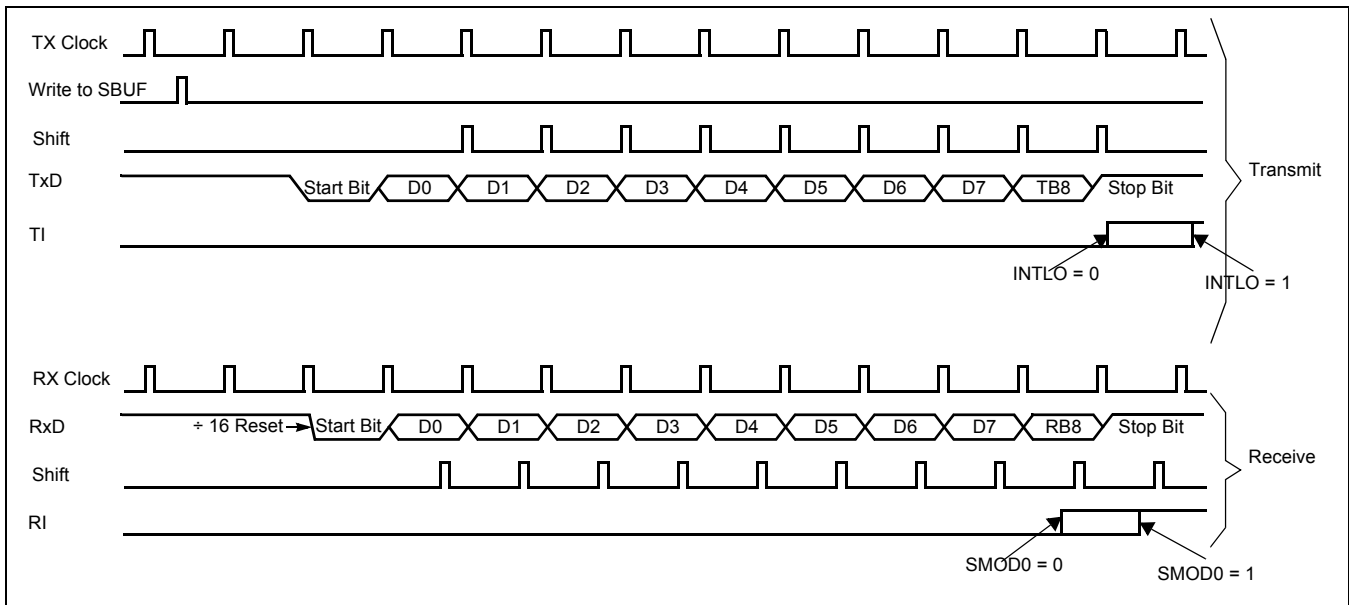 TX Clock
Write to SBUF
Shift
TxD
Start Bit D0 D1 D2 D3 D4 D5 D6 D7 TB8 Stop Bit
Transmit
TI
INTLO = 0
INTLO = 1
RX Clock
RxD
÷ 16 Reset Start Bit D0 D1 D2 D3 D4 D5 D6 D7 RB8 Stop Bit
Receive
Shift
RI
SMOD0 = 0
SMOD0 = 1